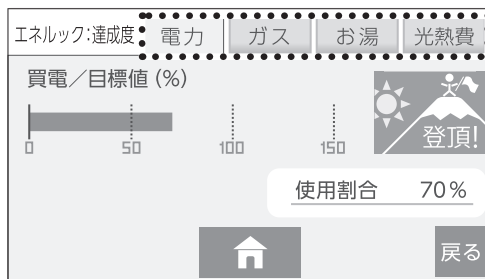 エネルック:達成度 電力 ガス お湯 光熱費
買電／目標値 (%)
0 50 100 150
登頂!
使用割合 70%
戻る